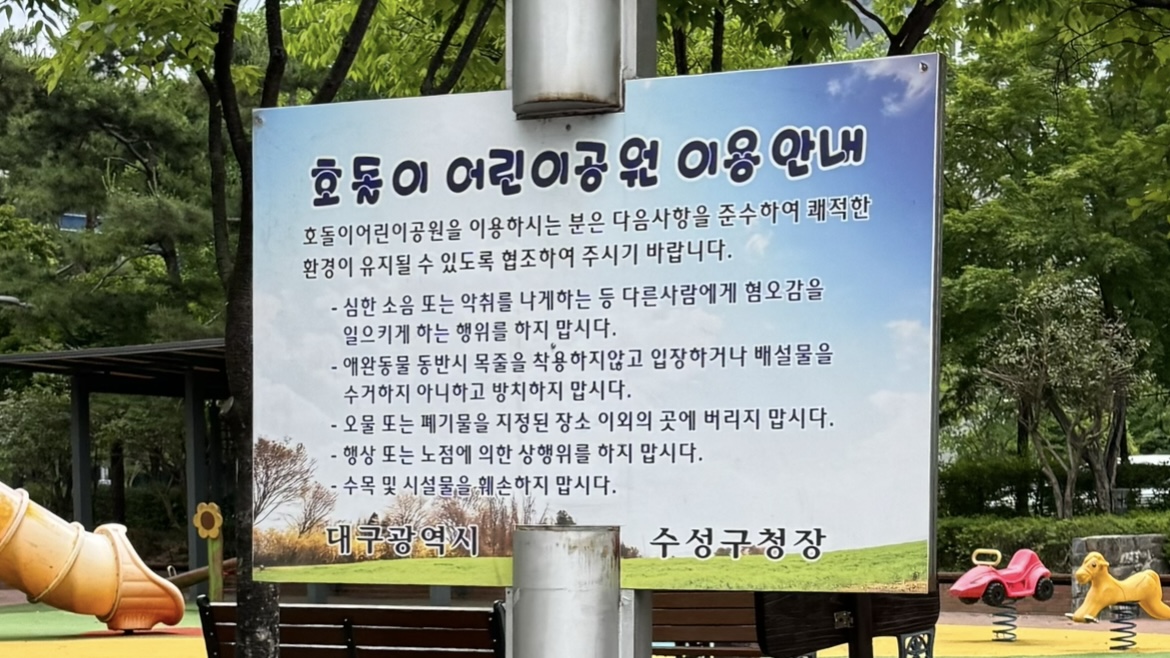 호돌이 어린이공원 이용안내
호돌이어린이공원을 이용하시는 분은 다음사항을 준수하여 쾌적한
환경이 유지될 수 있도록 협조하여 주시기 바랍니다.
- 심한 소음 또는 악취를 나게하는 등 다른사람에게 혐오감을
일으키게 하는 행위를 하지 맙시다.
- 애완동물 동반시 목줄을 착용하지않고 입장하거나 배설물을
수거하지 아니하고 방치하지 맙시다.
- 오물 또는 폐기물을 지정된 장소 이외의 곳에 버리지 맙시다.
- 행상 또는 노점에 의한 상행위를 하지 맙시다.
- 수목 및 시설물을 훼손하지 맙시다.
대구광역시 수성구청장